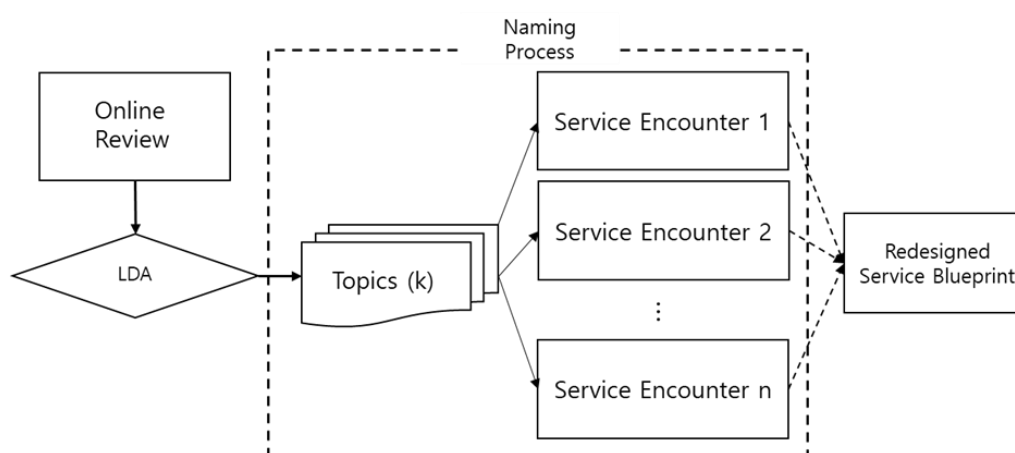 Naming
Process
Online
Review
LDA
Topics (k)
Service Encounter 1
Service Encounter 2
⋮
Service Encounter n
Redesigned
Service Blueprint